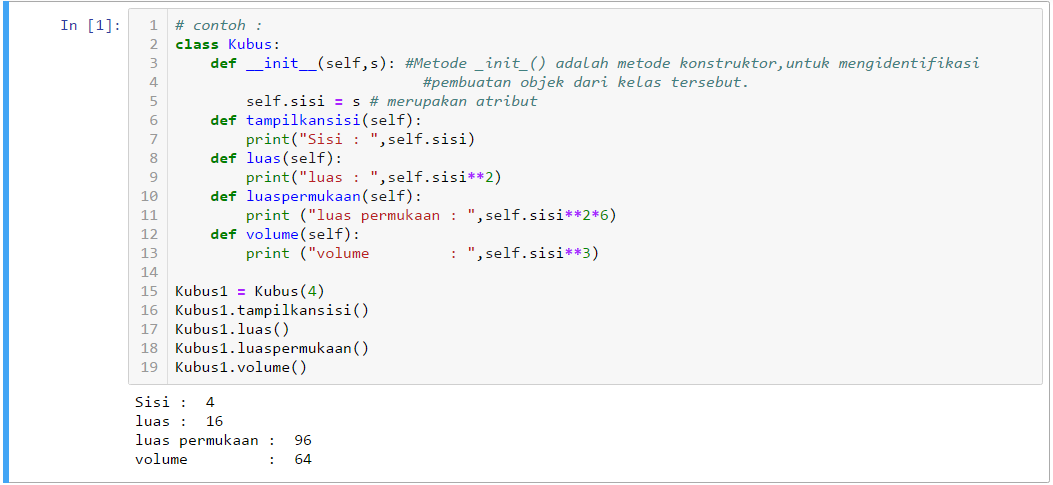 In [1]:
1 # contoh :
2 class Kubus:
3     def __init__(self,s): #Metode _init_() adalah metode konstruktor,untuk mengidentifikasi
4                             #pembuatan objek dari kelas tersebut.
5         self.sisi = s # merupakan atribut
6     def tampilkansisi(self):
7         print("Sisi : ",self.sisi)
8     def luas(self):
9         print("luas : ",self.sisi**2)
10     def luaspermukaan(self):
11         print ("luas permukaan : ",self.sisi**2*6)
12     def volume(self):
13         print ("volume         : ",self.sisi**3)
14
15 Kubus1 = Kubus(4)
16 Kubus1.tampilkansisi()
17 Kubus1.luas()
18 Kubus1.luaspermukaan()
19 Kubus1.volume()
Sisi :  4
luas :  16
luas permukaan :  96
volume         :  64